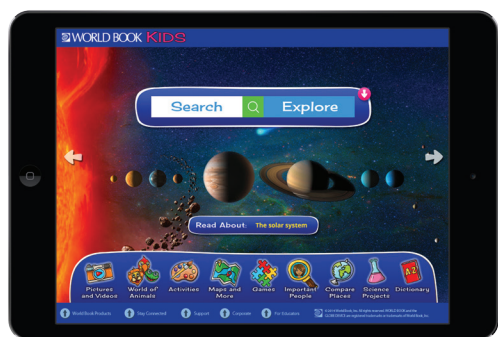 WORLD BOOK KIDS
Search
Explore
Read About: The solar system
Pictures
and Videos
World of
Animals
Activities
Maps and
More
Games
Important
People
Compare
Places
Science
Projects
A-Z
Dictionary
World Book Products
Stay Connected
Support
Corporate
For Educators